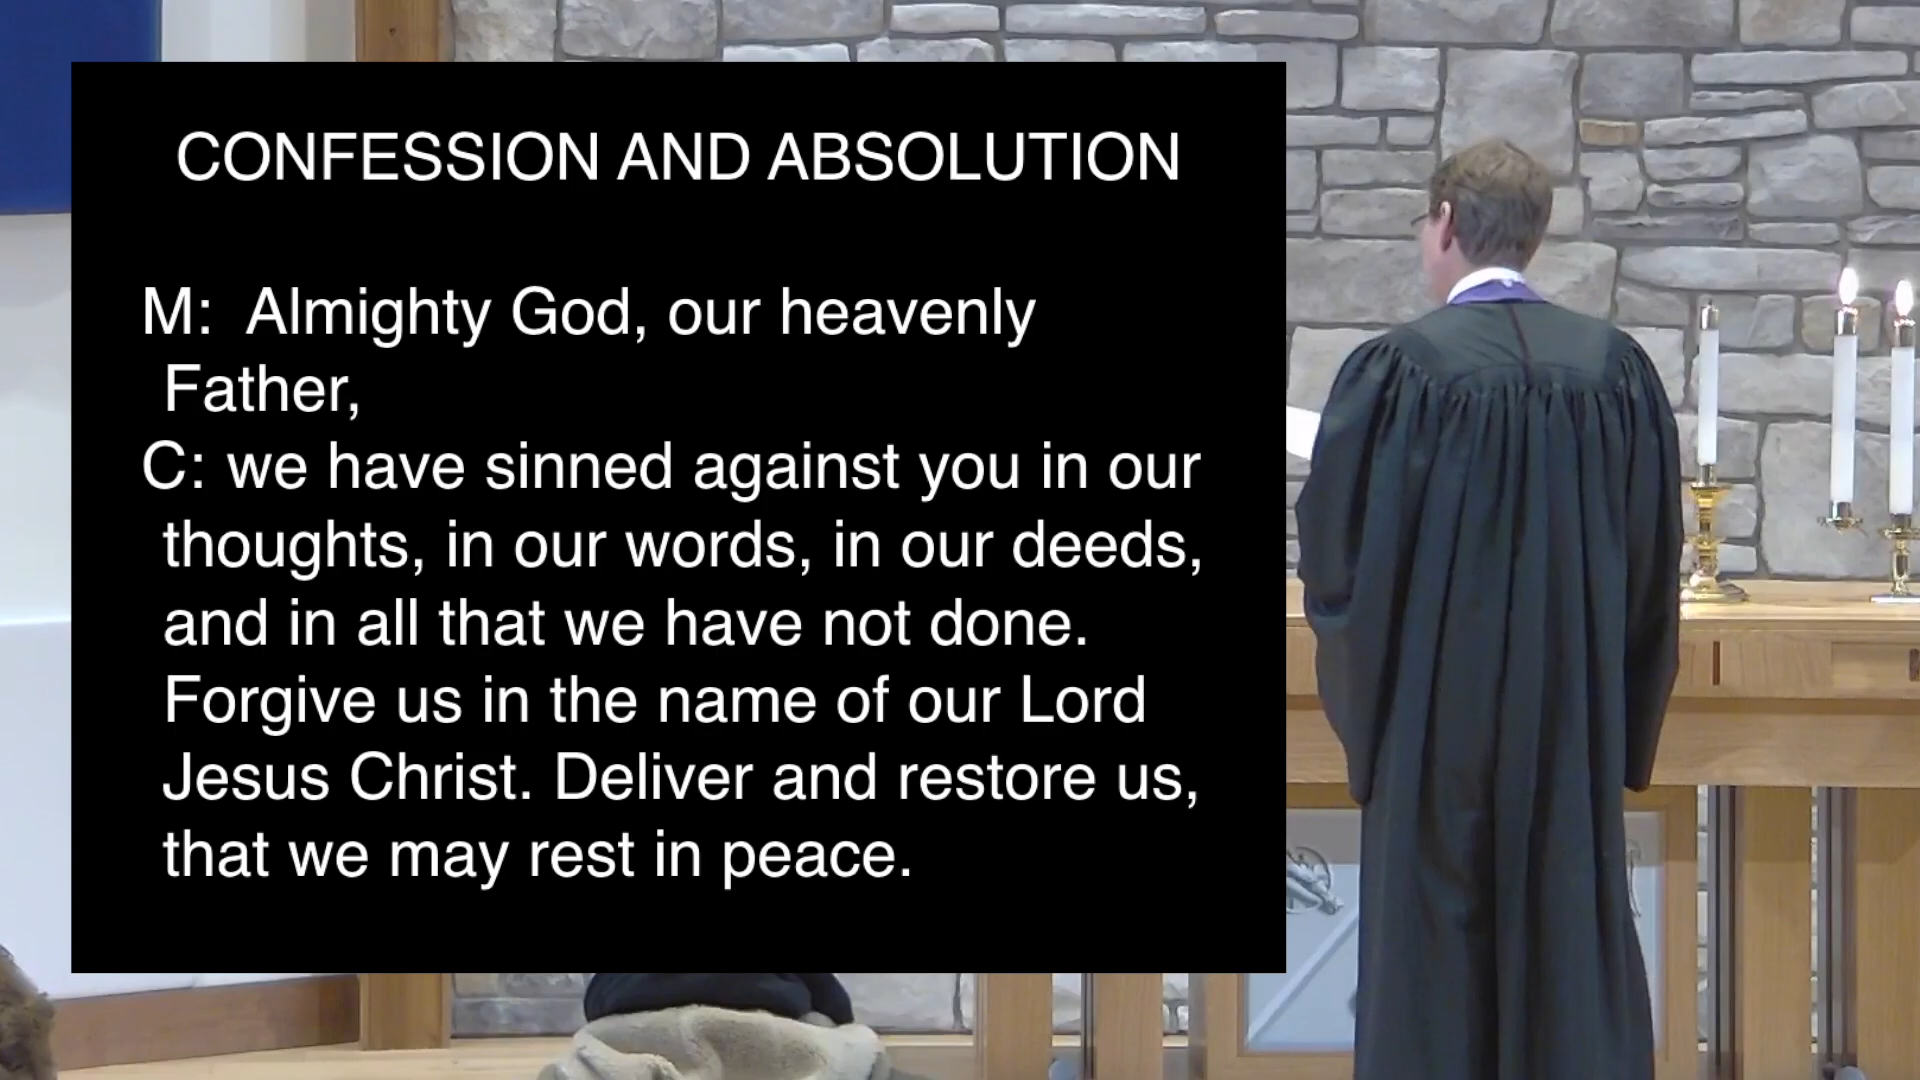 CONFESSION AND ABSOLUTION
M: Almighty God, our heavenly
Father,
C: we have sinned against you in our
thoughts, in our words, in our deeds,
and in all that we have not done.
Forgive us in the name of our Lord
Jesus Christ. Deliver and restore us,
that we may rest in peace.